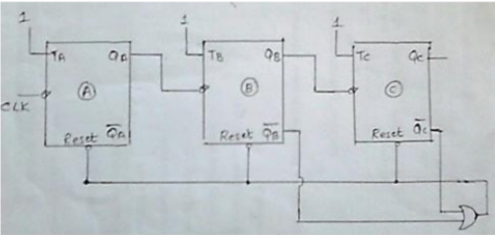 1 1 1
TA QA TB QB TC QC
CLK A B C
Reset Q̅A Reset Q̅B Reset Q̅C